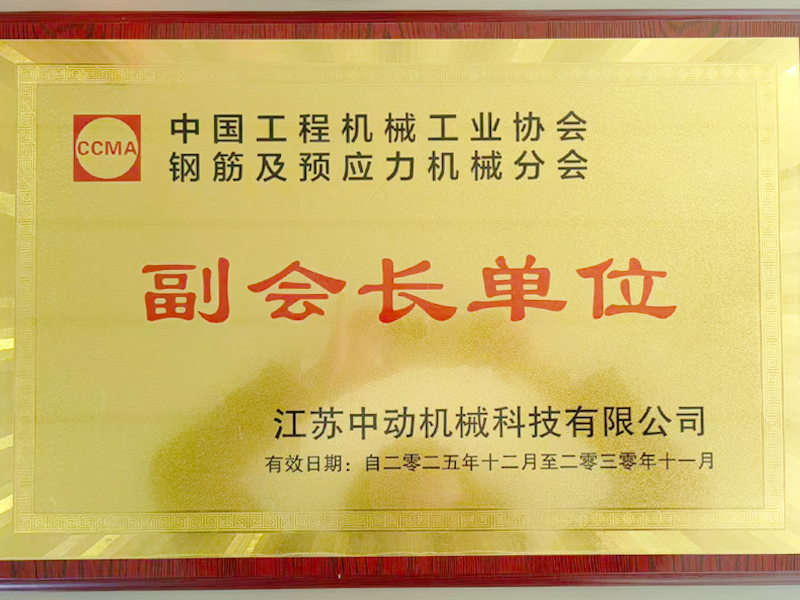 CCMA
中国工程机械工业协会
钢筋及预应力机械分会
副会长单位
江苏中动机械科技有限公司
有效日期：自二零二五年十二月至二零三零年十一月